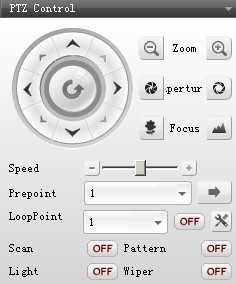 PTZ Control
Zoom
pertur
Focus
Speed
Prepoint 1
LoopPoint 1 OFF
Scan OFF Pattern OFF
Light OFF Wiper OFF